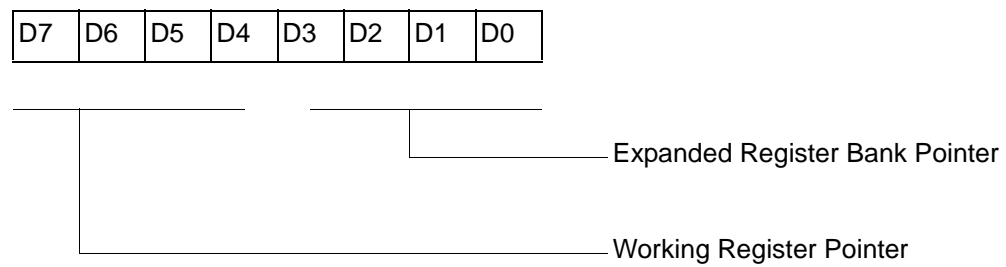 D7 D6 D5 D4 D3 D2 D1 D0
Expanded Register Bank Pointer
Working Register Pointer